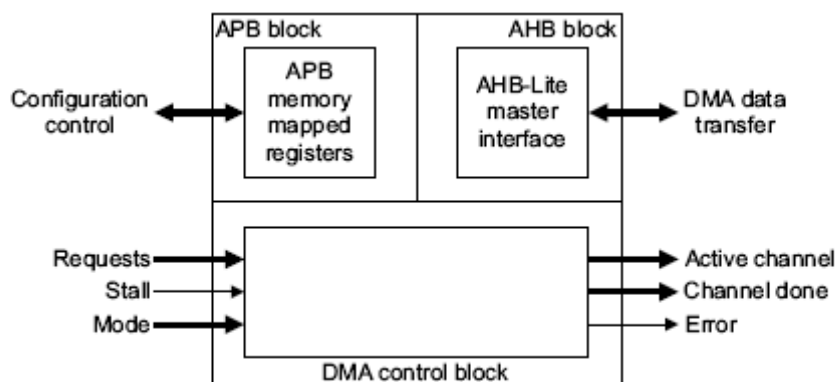 APB block
AHB block
APB
memory
mapped
registers
AHB-Lite
master
interface
Configuration
control
DMA data
transfer
Requests
Stall
Mode
Active channel
Channel done
Error
DMA control block